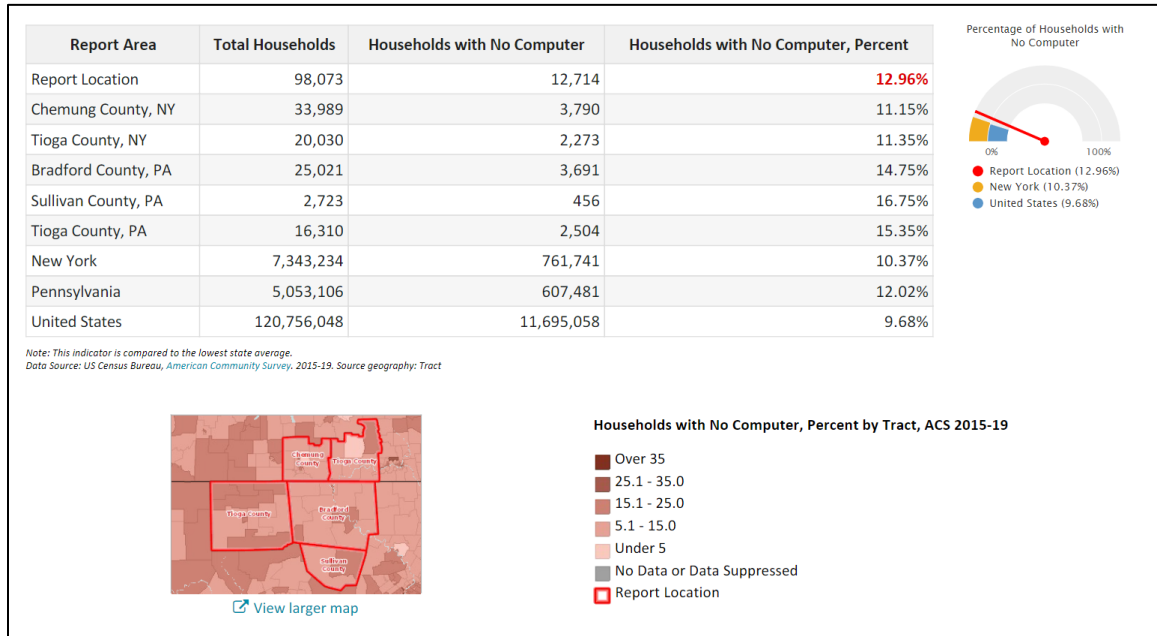 Report Area Total Households Households with No Computer Households with No Computer, Percent
Report Location 98,073 12,714 12.96%
Chemung County, NY 33,989 3,790 11.15%
Tioga County, NY 20,030 2,273 11.35%
Bradford County, PA 25,021 3,691 14.75%
Sullivan County, PA 2,723 456 16.75%
Tioga County, PA 16,310 2,504 15.35%
New York 7,343,234 761,741 10.37%
Pennsylvania 5,053,106 607,481 12.02%
United States 120,756,048 11,695,058 9.68%
Note: This indicator is compared to the lowest state average.
Data Source: US Census Bureau, American Community Survey. 2015-19. Source geography: Tract
Percentage of Households with
No Computer
0% 100%
Report Location (12.96%)
New York (10.37%)
United States (9.68%)
Chemung
County
Tioga County
Tioga County
Bradford
County
Sullivan
County
View larger map
Households with No Computer, Percent by Tract, ACS 2015-19
Over 35
25.1 - 35.0
15.1 - 25.0
5.1 - 15.0
Under 5
No Data or Data Suppressed
Report Location